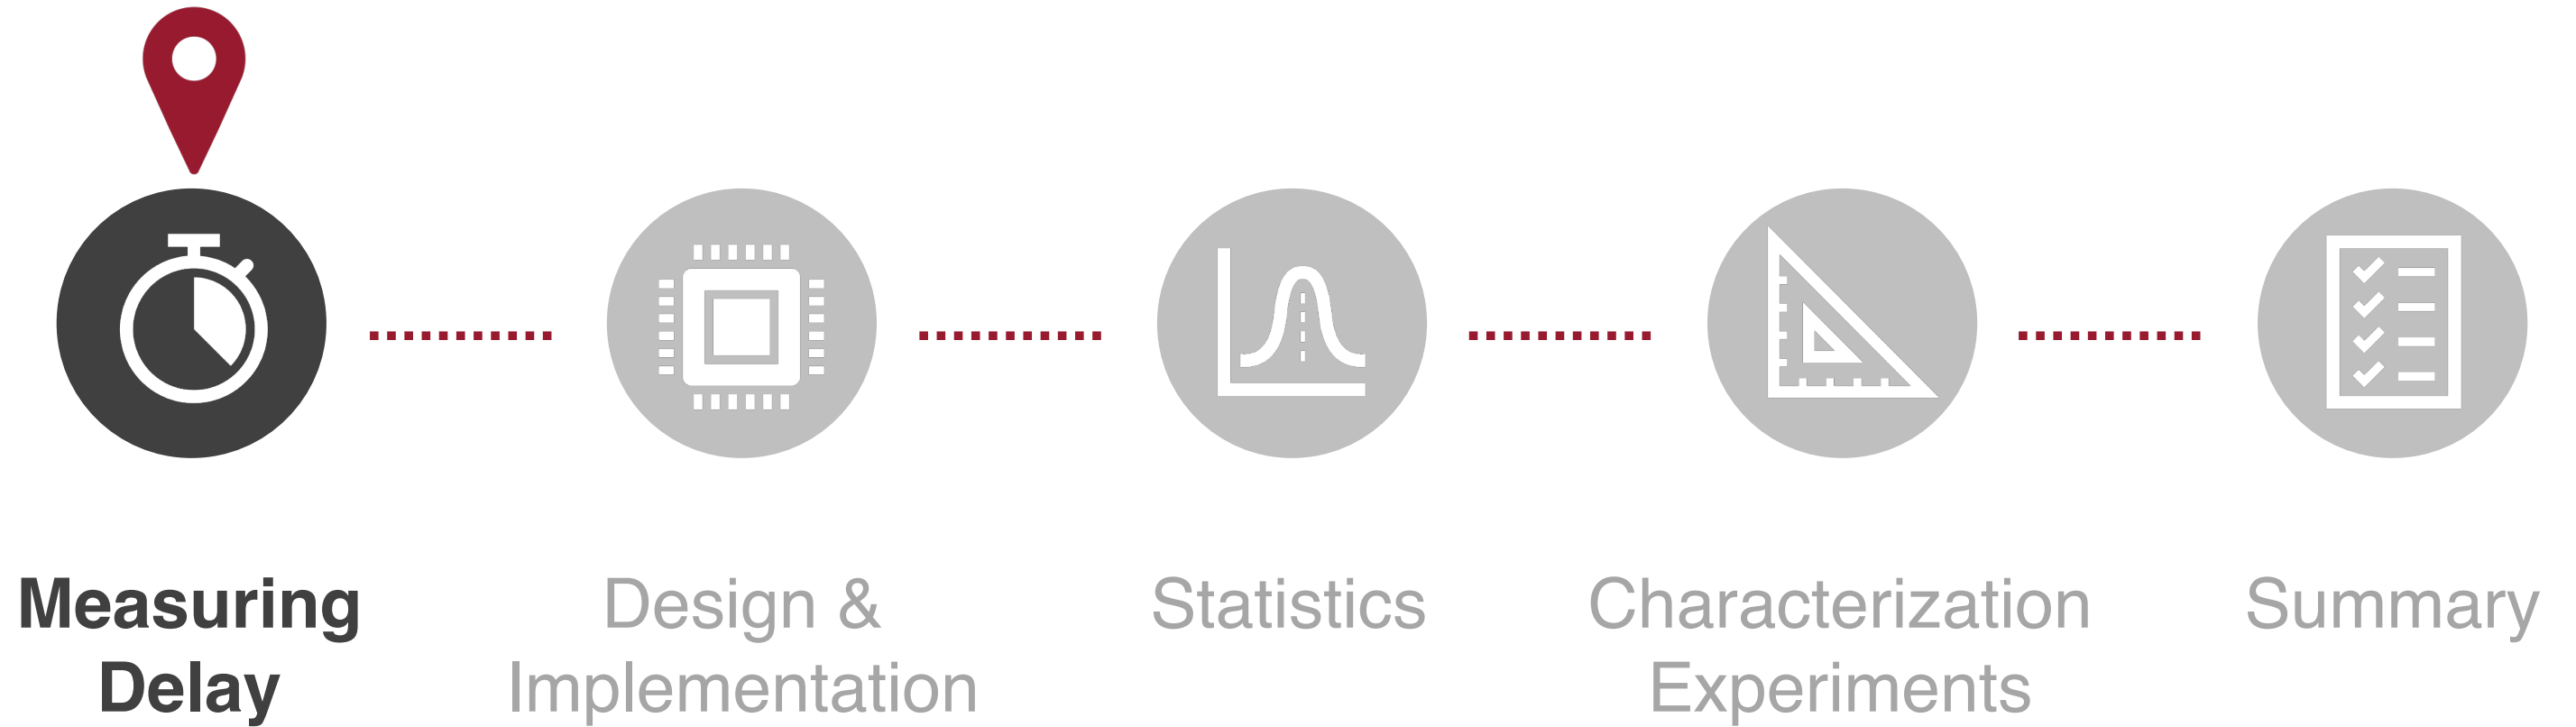 Measuring
Delay
Design &
Implementation
Statistics
Characterization
Experiments
Summary